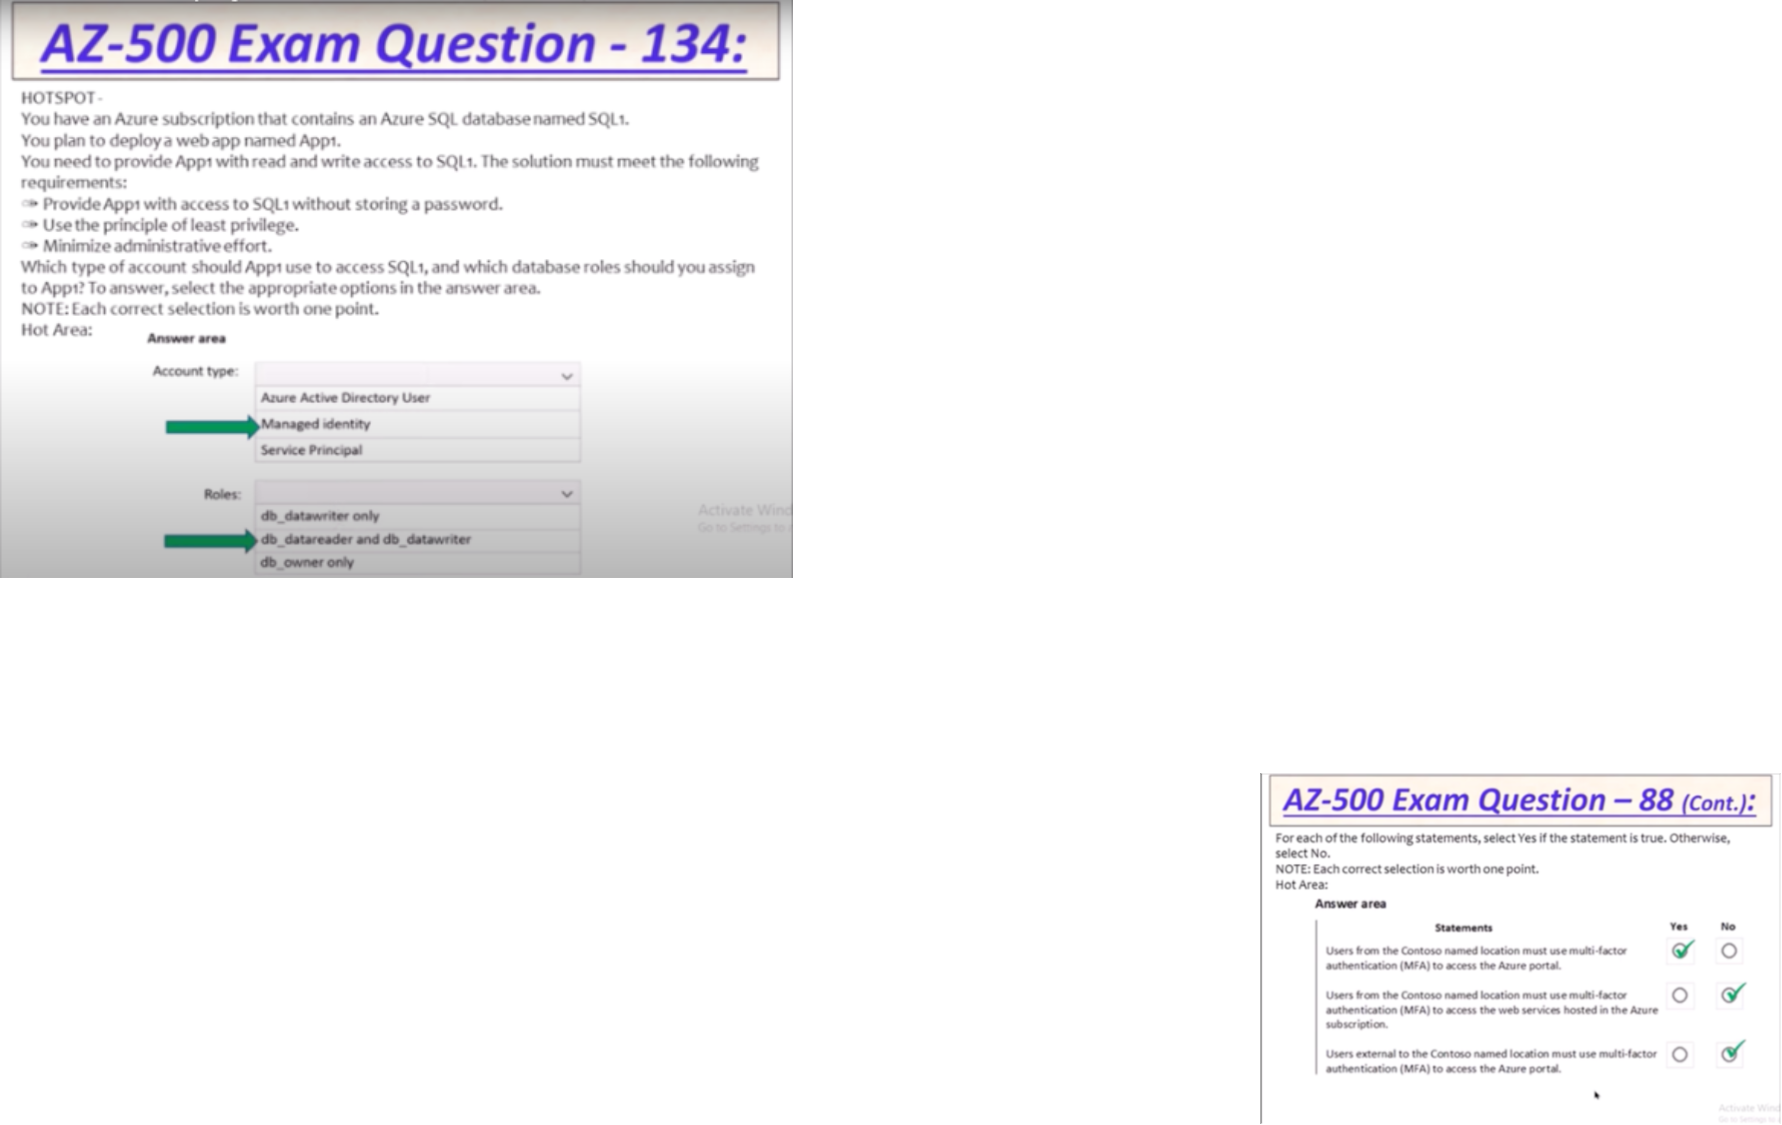 AZ-500 Exam Question - 134:
HOTSPOT -
You have an Azure subscription that contains an Azure SQL database named SQL1.
You plan to deploy a web app named App1.
You need to provide App1 with read and write access to SQL1. The solution must meet the following
requirements:
Provide App1 with access to SQL1 without storing a password.
Use the principle of least privilege.
Minimize administrative effort.
Which type of account should App1 use to access SQL1, and which database roles should you assign
to App1? To answer, select the appropriate options in the answer area.
NOTE: Each correct selection is worth one point.
Hot Area:
Answer area
Account type:
Azure Active Directory User
Managed identity
Service Principal
Roles:
db_datawriter only
db_datareader and db_datawriter
db_owner only
Activate Wind
Go to Settings to
AZ-500 Exam Question – 88 (Cont.):
For each of the following statements, select Yes if the statement is true. Otherwise,
select No.
NOTE: Each correct selection is worth one point.
Hot Area:
Answer area
Statements Yes No
Users from the Contoso named location must use multi-factor
authentication (MFA) to access the Azure portal.
Users from the Contoso named location must use multi-factor
authentication (MFA) to access the web services hosted in the Azure
subscription.
Users external to the Contoso named location must use multi-factor
authentication (MFA) to access the Azure portal.
Activate Wind
Go to Settings to